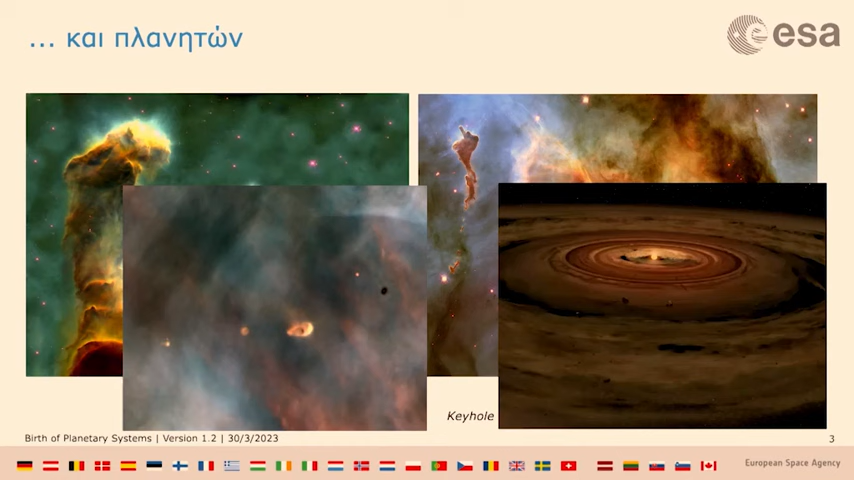 ... και πλανητών
esa
Keyhole
Birth of Planetary Systems | Version 1.2 | 30/3/2023
3
European Space Agency